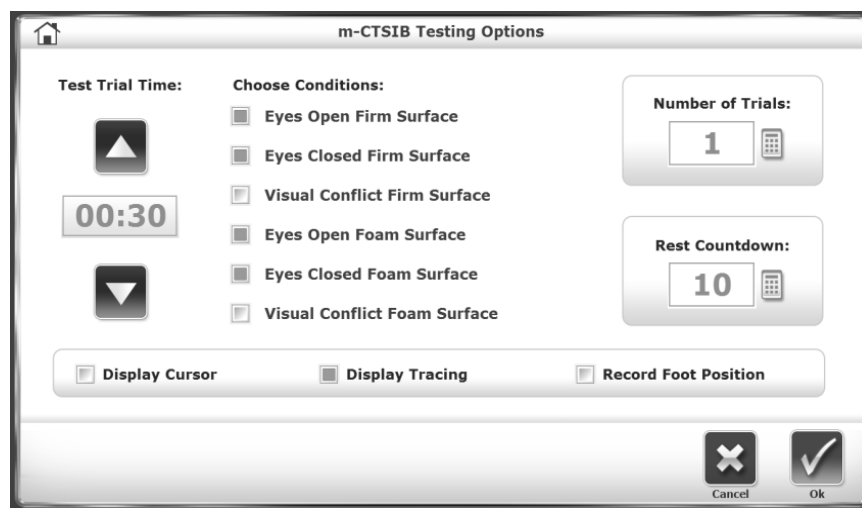 m-CTSIB Testing Options
Test Trial Time:
00:30
Choose Conditions:
Eyes Open Firm Surface
Eyes Closed Firm Surface
Visual Conflict Firm Surface
Eyes Open Foam Surface
Eyes Closed Foam Surface
Visual Conflict Foam Surface
Number of Trials:
1
Rest Countdown:
10
Display Cursor
Display Tracing
Record Foot Position
Cancel
Ok